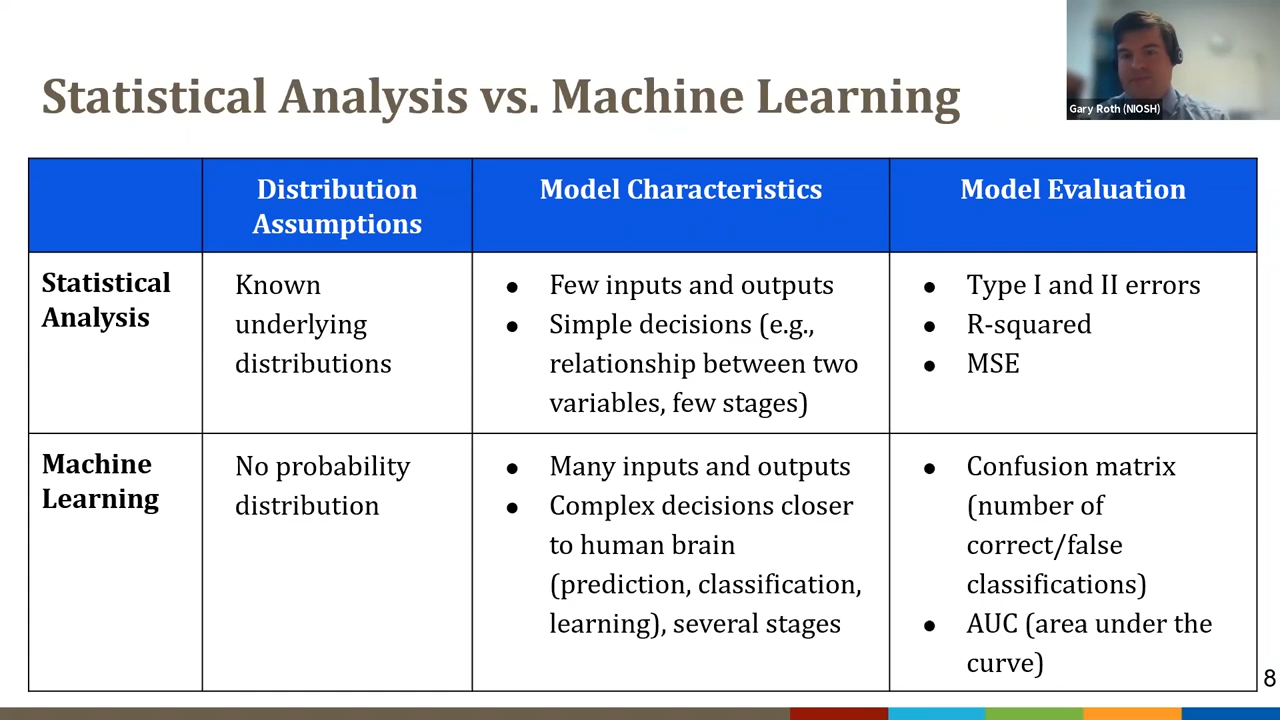 Statistical Analysis vs. Machine Learning
Gary Roth (NIOSH)
Distribution
Assumptions
Model Characteristics
Model Evaluation
Statistical
Analysis
Known
underlying
distributions
● Few inputs and outputs
● Simple decisions (e.g.,
relationship between two
variables, few stages)
● Type I and II errors
● R-squared
● MSE
Machine
Learning
No probability
distribution
● Many inputs and outputs
● Complex decisions closer
to human brain
(prediction, classification,
learning), several stages
● Confusion matrix
(number of
correct/false
classifications)
● AUC (area under the
curve)
8